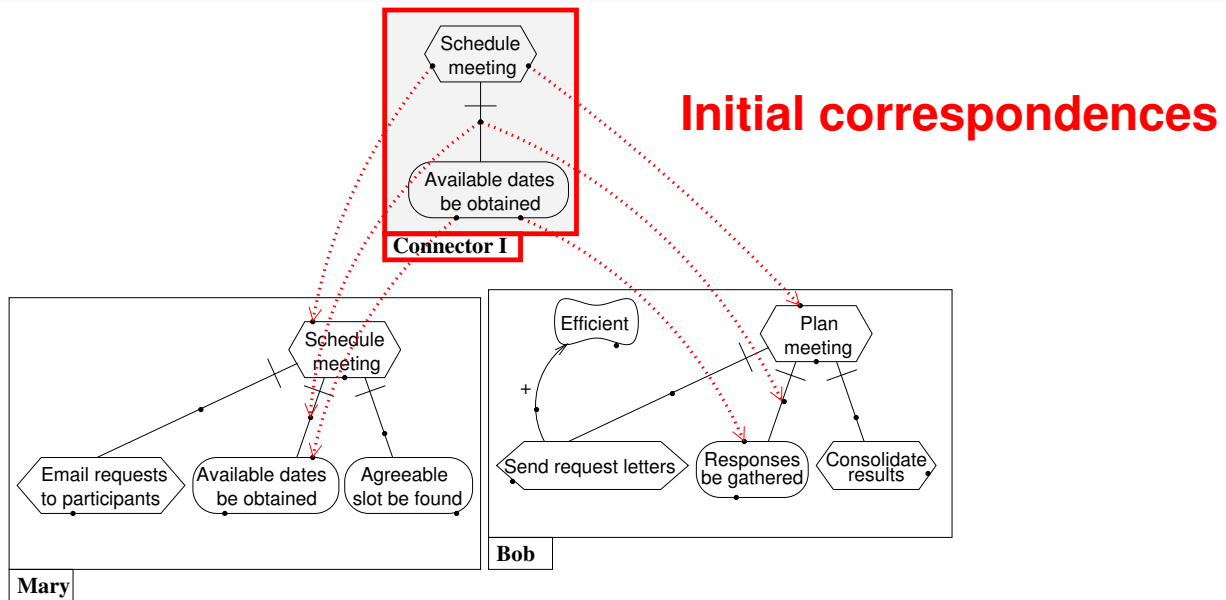 Schedule
meeting
Initial correspondences
Available dates
be obtained
Connector I
Schedule
meeting
Email requests
to participants
Available dates
be obtained
Agreeable
slot be found
Mary
Efficient
+
Plan
meeting
Send request letters
Responses
be gathered
Consolidate
results
Bob